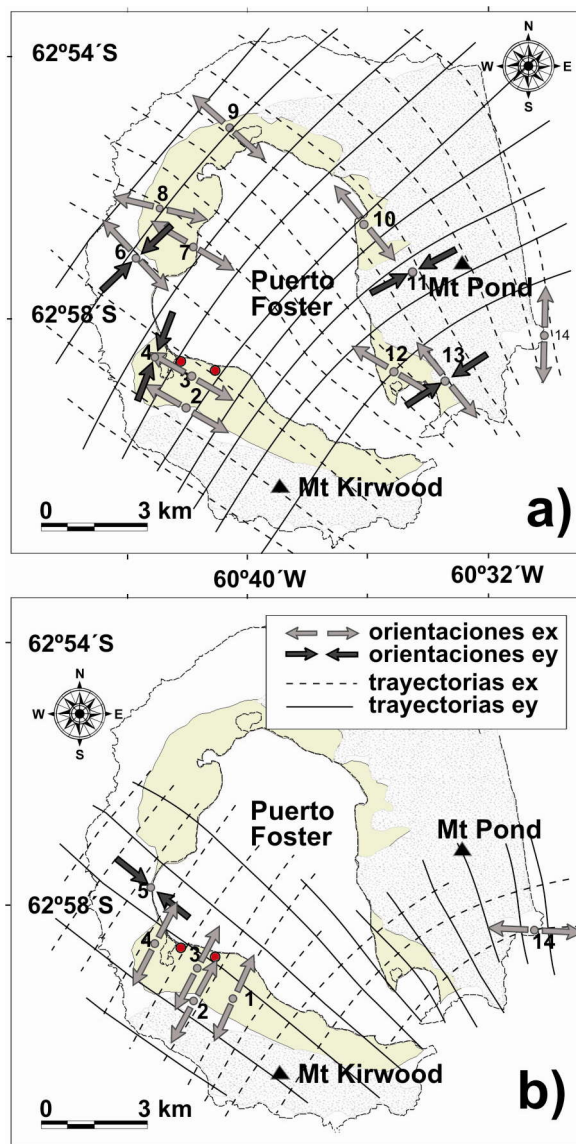 62º54´S
N
W
E
S
9
8
10
6
7
Puerto
Foster
11
Mt Pond
62º58´S
14
4
3
12
13
2
Mt Kirwood
0 3 km
a)
60º40´W
60º32´W
62º54´S
orientaciones ex
orientaciones ey
trayectorias ex
trayectorias ey
N
W
E
S
Puerto
Foster
Mt Pond
5
62º58´S
14
4
3
2
1
Mt Kirwood
0 3 km
b)